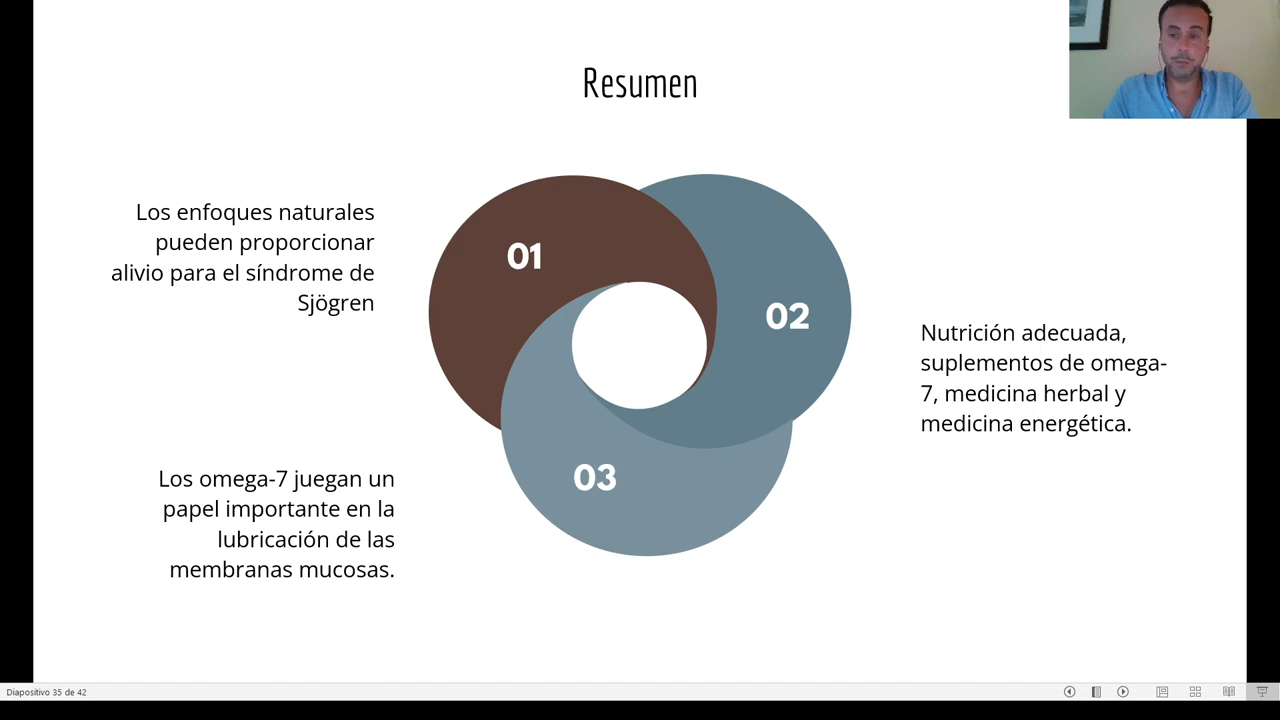 Resumen
01
Los enfoques naturales
pueden proporcionar
alivio para el síndrome de
Sjögren
02
Nutrición adecuada,
suplementos de omega-
7, medicina herbal y
medicina energética.
03
Los omega-7 juegan un
papel importante en la
lubricación de las
membranas mucosas.
Diapositivo 35 de 42